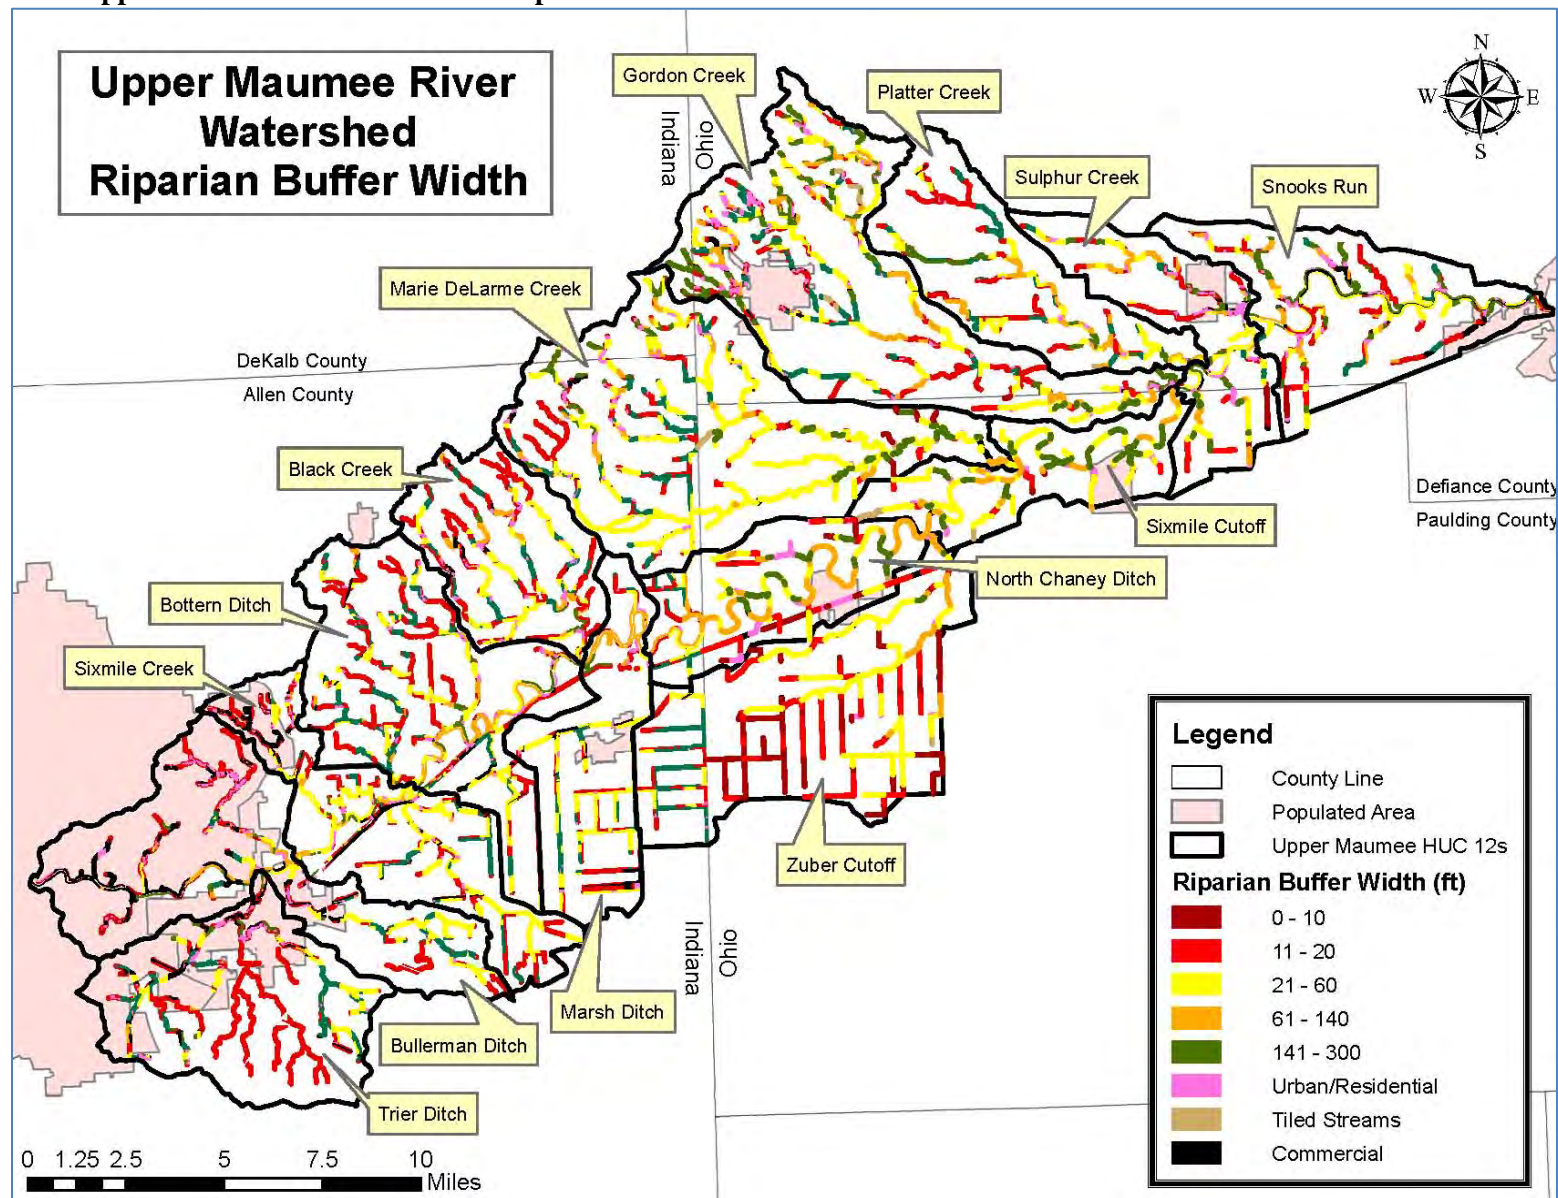 Upper Maumee River
Watershed
Riparian Buffer Width
Gordon Creek
Platter Creek
Sulphur Creek
Snooks Run
N
W
E
S
Indiana
Ohio
Marie DeLarme Creek
DeKalb County
Allen County
Black Creek
Defiance County
Paulding County
Sixmile Cutoff
North Chaney Ditch
Bottern Ditch
Sixmile Creek
Zuber Cutoff
Indiana
Ohio
Marsh Ditch
Bullerman Ditch
Trier Ditch
0 1.25 2.5 5 7.5 10
Miles
Legend
County Line
Populated Area
Upper Maumee HUC 12s
Riparian Buffer Width (ft)
0 - 10
11 - 20
21 - 60
61 - 140
141 - 300
Urban/Residential
Tiled Streams
Commercial